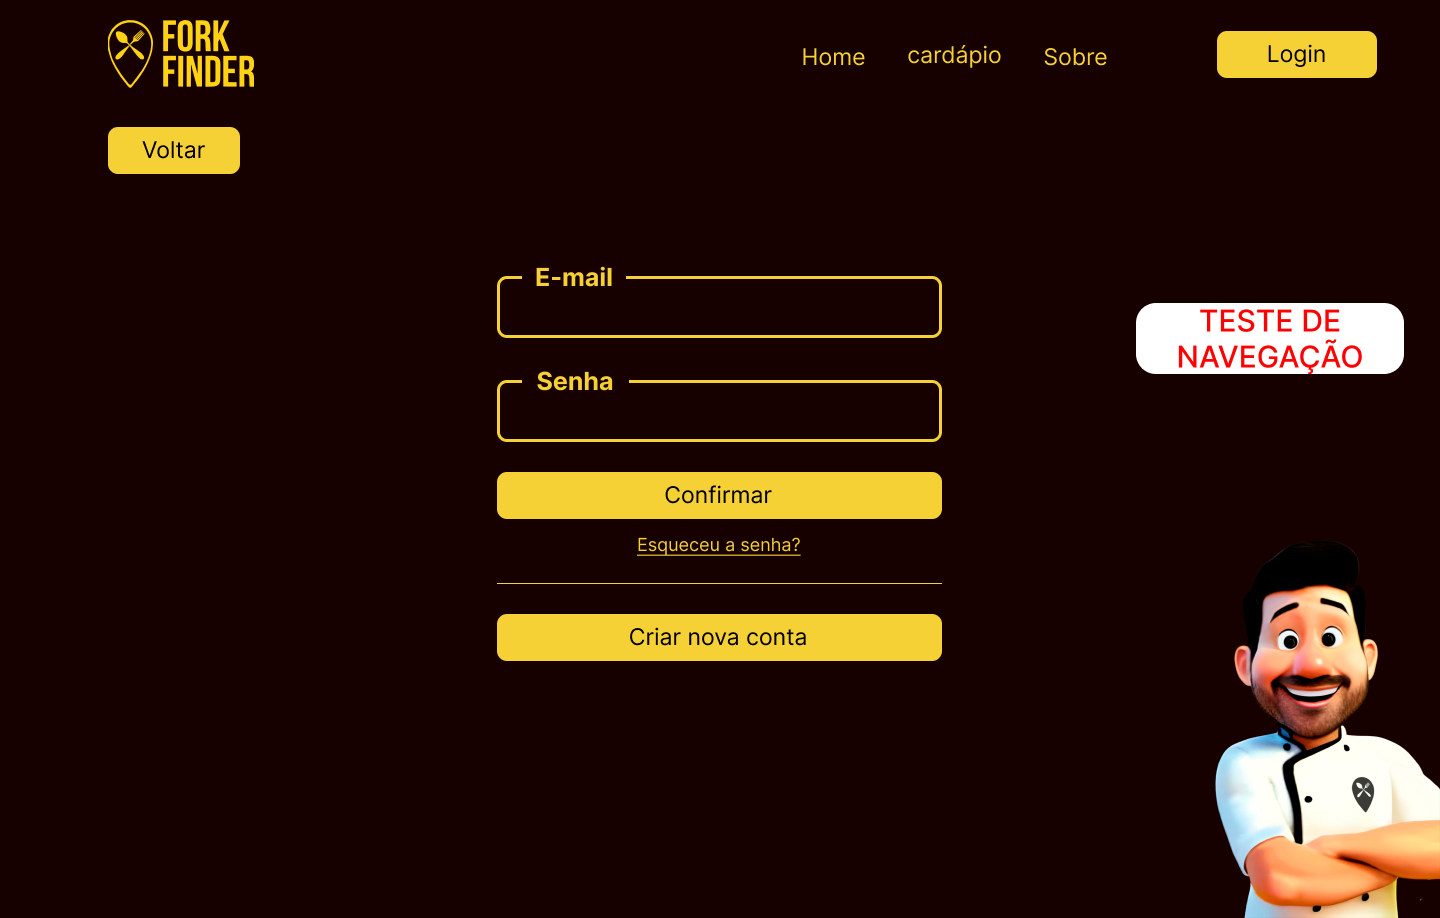 FORK
FINDER
Home
cardápio
Sobre
Login
Voltar
E-mail
TESTE DE
NAVEGAÇÃO
Senha
Confirmar
Esqueceu a senha?
Criar nova conta